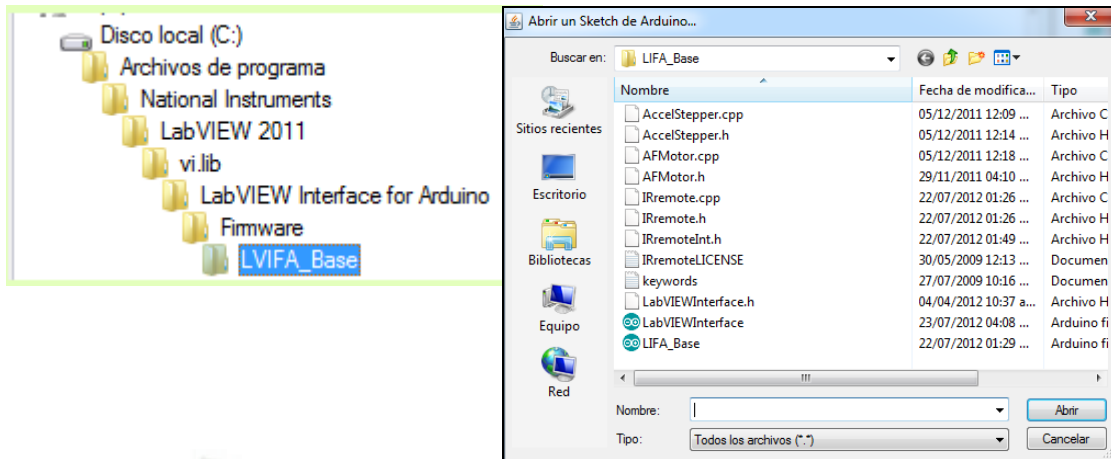 Disco local (C:)
Archivos de programa
National Instruments
LabVIEW 2011
vi.lib
LabVIEW Interface for Arduino
Firmware
LVIFA_Base
Abrir un Sketch de Arduino...
Buscar en: LIFA_Base
Sitios recientes
Escritorio
Bibliotecas
Equipo
Red
Nombre Fecha de modifica... Tipo
AccelStepper.cpp 05/12/2011 12:09 ... Archivo C
AccelStepper.h 05/12/2011 12:14 ... Archivo H
AFMotor.cpp 05/12/2011 12:18 ... Archivo C
AFMotor.h 29/11/2011 04:10 ... Archivo H
IRremote.cpp 22/07/2012 01:26 ... Archivo C
IRremote.h 22/07/2012 01:26 ... Archivo H
IRremoteInt.h 22/07/2012 01:49 ... Archivo H
IRremoteLICENSE 30/05/2009 12:13 ... Documen
keywords 27/07/2009 10:16 ... Documen
LabVIEWInterface.h 04/04/2012 10:37 a... Archivo H
LabVIEWInterface 23/07/2012 04:08 ... Arduino fi
LIFA_Base 22/07/2012 01:29 ... Arduino fi
Nombre: Abrir
Tipo: Todos los archivos (*.*) Cancelar